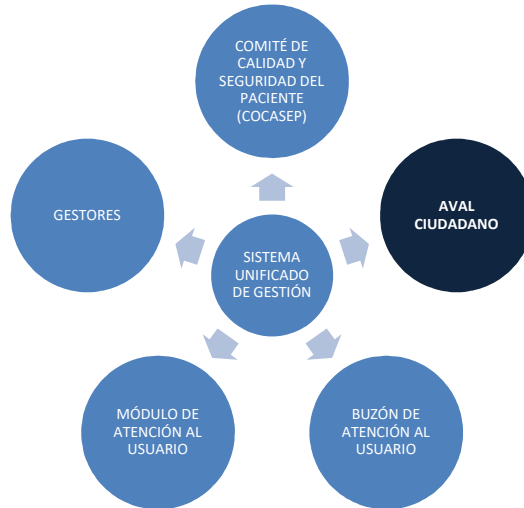 COMITÉ DE
CALIDAD Y
SEGURIDAD DEL
PACIENTE
(COCASEP)
GESTORES
AVAL
CIUDADANO
SISTEMA
UNIFICADO
DE GESTIÓN
MÓDULO DE
ATENCIÓN AL
USUARIO
BUZÓN DE
ATENCIÓN AL
USUARIO